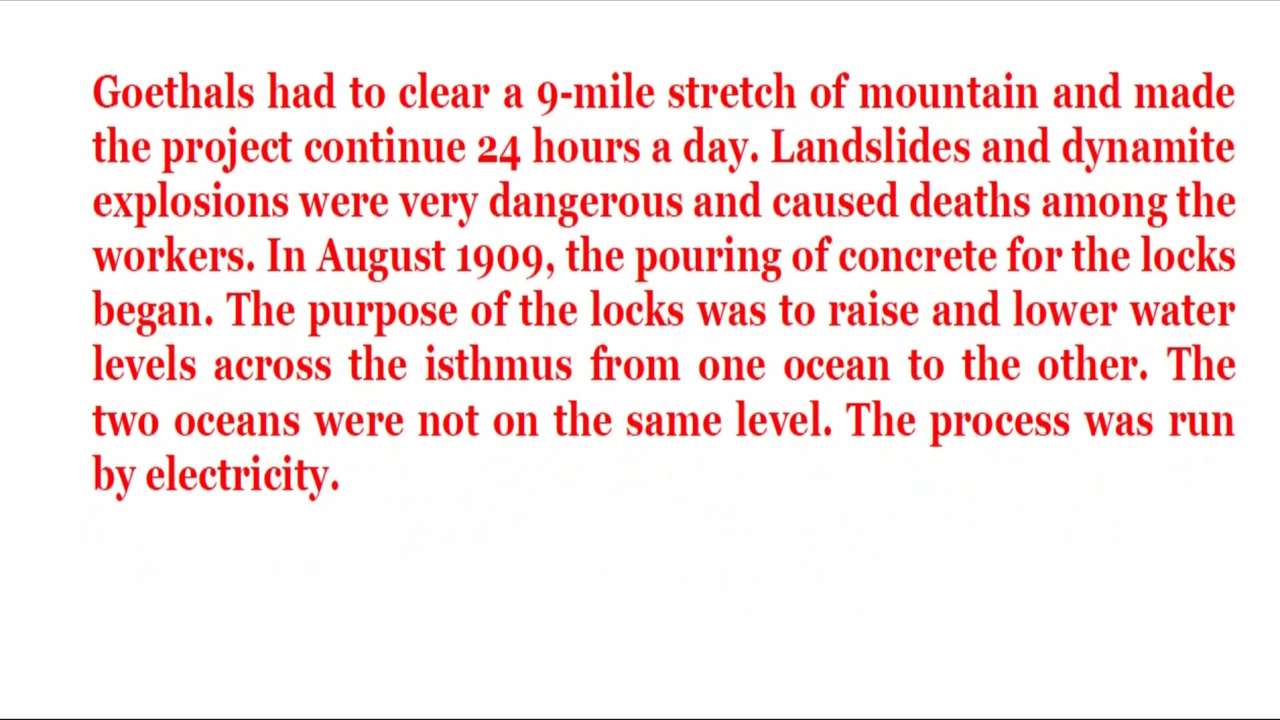 Goethals had to clear a 9-mile stretch of mountain and made
the project continue 24 hours a day. Landslides and dynamite
explosions were very dangerous and caused deaths among the
workers. In August 1909, the pouring of concrete for the locks
began. The purpose of the locks was to raise and lower water
levels across the isthmus from one ocean to the other. The
two oceans were not on the same level. The process was run
by electricity.